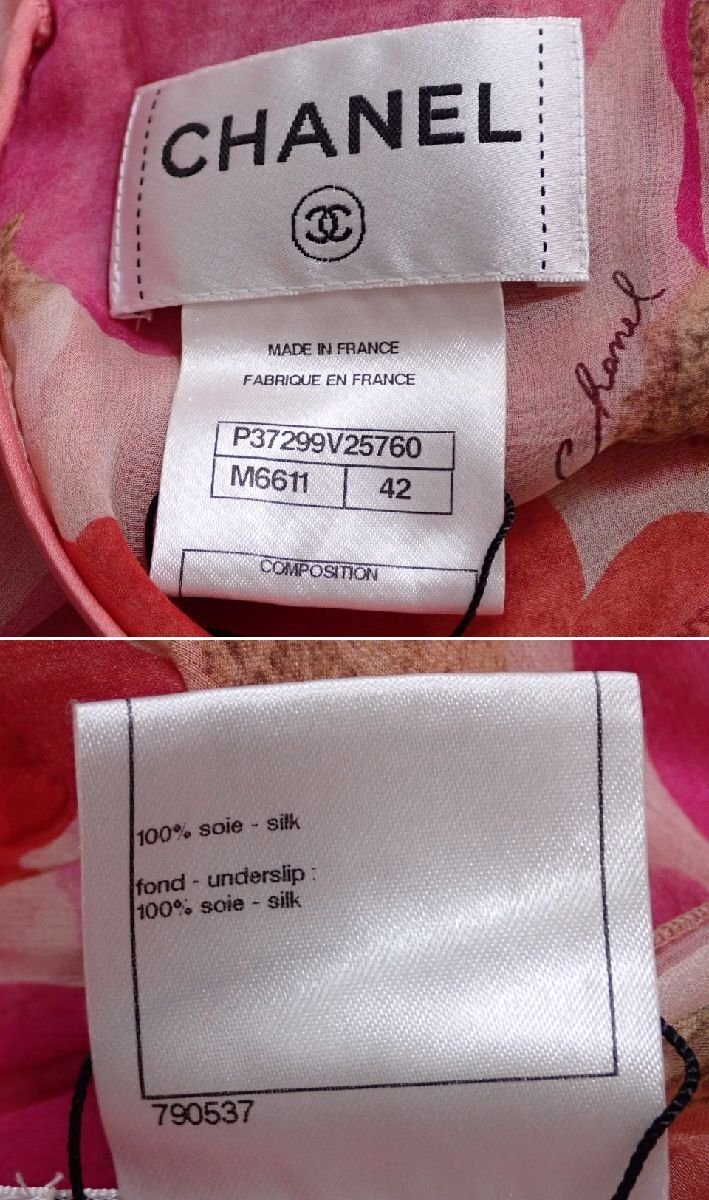 CHANEL
MADE IN FRANCE
FABRIQUE EN FRANCE
P37299V25760
M6611 42
COMPOSITION
Chanel
100% soie - silk
fond - underslip :
100% soie - silk
790537